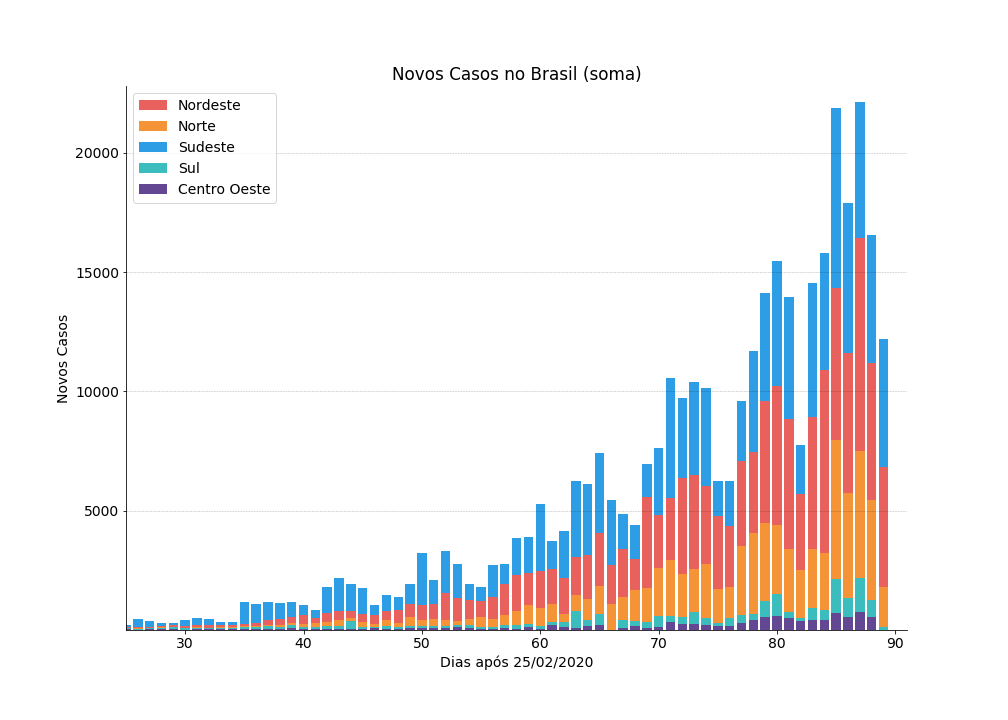 Novos Casos no Brasil (soma)
Nordeste
Norte
Sudeste
Sul
Centro Oeste
20000
15000
10000
5000
Novos Casos
30 40 50 60 70 80 90
Dias após 25/02/2020